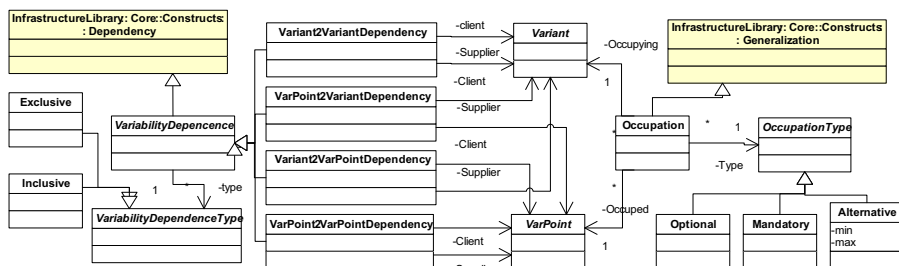 InfrastructureLibrary: Core::Constructs
: Dependency
Exclusive
Inclusive
VariabilityDepencence
*
1
-type
VariabilityDependenceType
Variant2VariantDependency
VarPoint2VariantDependency
Variant2VarPointDependency
VarPoint2VarPointDependency
-client
-Supplier
-Client
-Supplier
-Client
-Supplier
-Client
Variant
VarPoint
-Occupying
1
*
*
-Occuped
1
InfrastructureLibrary: Core::Constructs
: Generalization
Occupation
*
1
-Type
OccupationType
Optional
Mandatory
Alternative
-min
-max